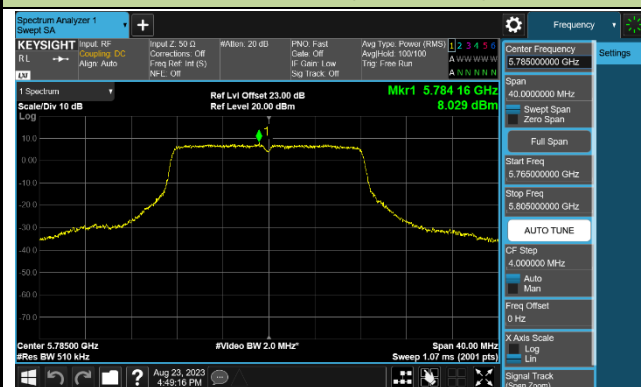 Spectrum Analyzer 1
Swept SA
+
Frequency
KEYSIGHT
RL
LXI
Input: RF
Coupling: DC
Align: Auto
Input Z: 50 Ω
Corrections: Off
Freq Ref: Int (S)
NFE: Off
#Atten: 20 dB
PNO: Fast
Gate: Off
IF Gain: Low
Sig Track: Off
Avg Type: Power (RMS)
Avg|Hold: 100/100
Trig: Free Run
1 2 3 4 5 6
A W W W W W
A N N N N N
1 Spectrum
Scale/Div 10 dB
Log
Ref Lvl Offset 23.00 dB
Ref Level 20.00 dBm
Mkr1 5.784 16 GHz
8.029 dBm
1
10.0
0.00
-10.0
-20.0
-30.0
-40.0
-50.0
-60.0
-70.0
Center 5.78500 GHz
#Res BW 510 kHz
#Video BW 2.0 MHz*
Span 40.00 MHz
Sweep 1.07 ms (2001 pts)
Center Frequency
5.785000000 GHz
Settings
Span
40.0000000 MHz
Swept Span
Zero Span
Full Span
Start Freq
5.765000000 GHz
Stop Freq
5.805000000 GHz
AUTO TUNE
CF Step
4.000000 MHz
Auto
Man
Freq Offset
0 Hz
X Axis Scale
Log
Lin
Signal Track
(Span Zoom)
?
Aug 23, 2023
4:49:16 PM